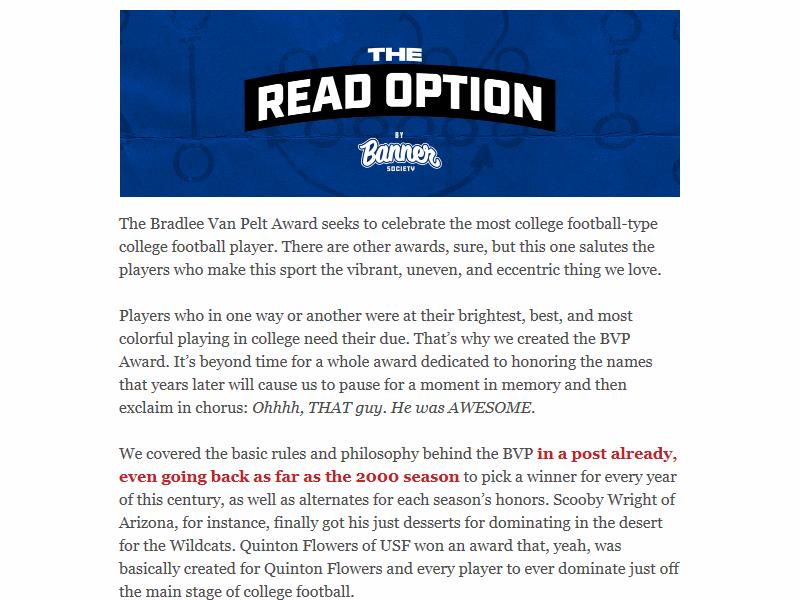 THE
READ OPTION
BY
Banner
SOCIETY
The Bradlee Van Pelt Award seeks to celebrate the most college football-type
college football player. There are other awards, sure, but this one salutes the
players who make this sport the vibrant, uneven, and eccentric thing we love.
Players who in one way or another were at their brightest, best, and most
colorful playing in college need their due. That’s why we created the BVP
Award. It’s beyond time for a whole award dedicated to honoring the names
that years later will cause us to pause for a moment in memory and then
exclaim in chorus: Ohhhh, THAT guy. He was AWESOME.
We covered the basic rules and philosophy behind the BVP in a post already,
even going back as far as the 2000 season to pick a winner for every year
of this century, as well as alternates for each season’s honors. Scooby Wright of
Arizona, for instance, finally got his just desserts for dominating in the desert
for the Wildcats. Quinton Flowers of USF won an award that, yeah, was
basically created for Quinton Flowers and every player to ever dominate just off
the main stage of college football.